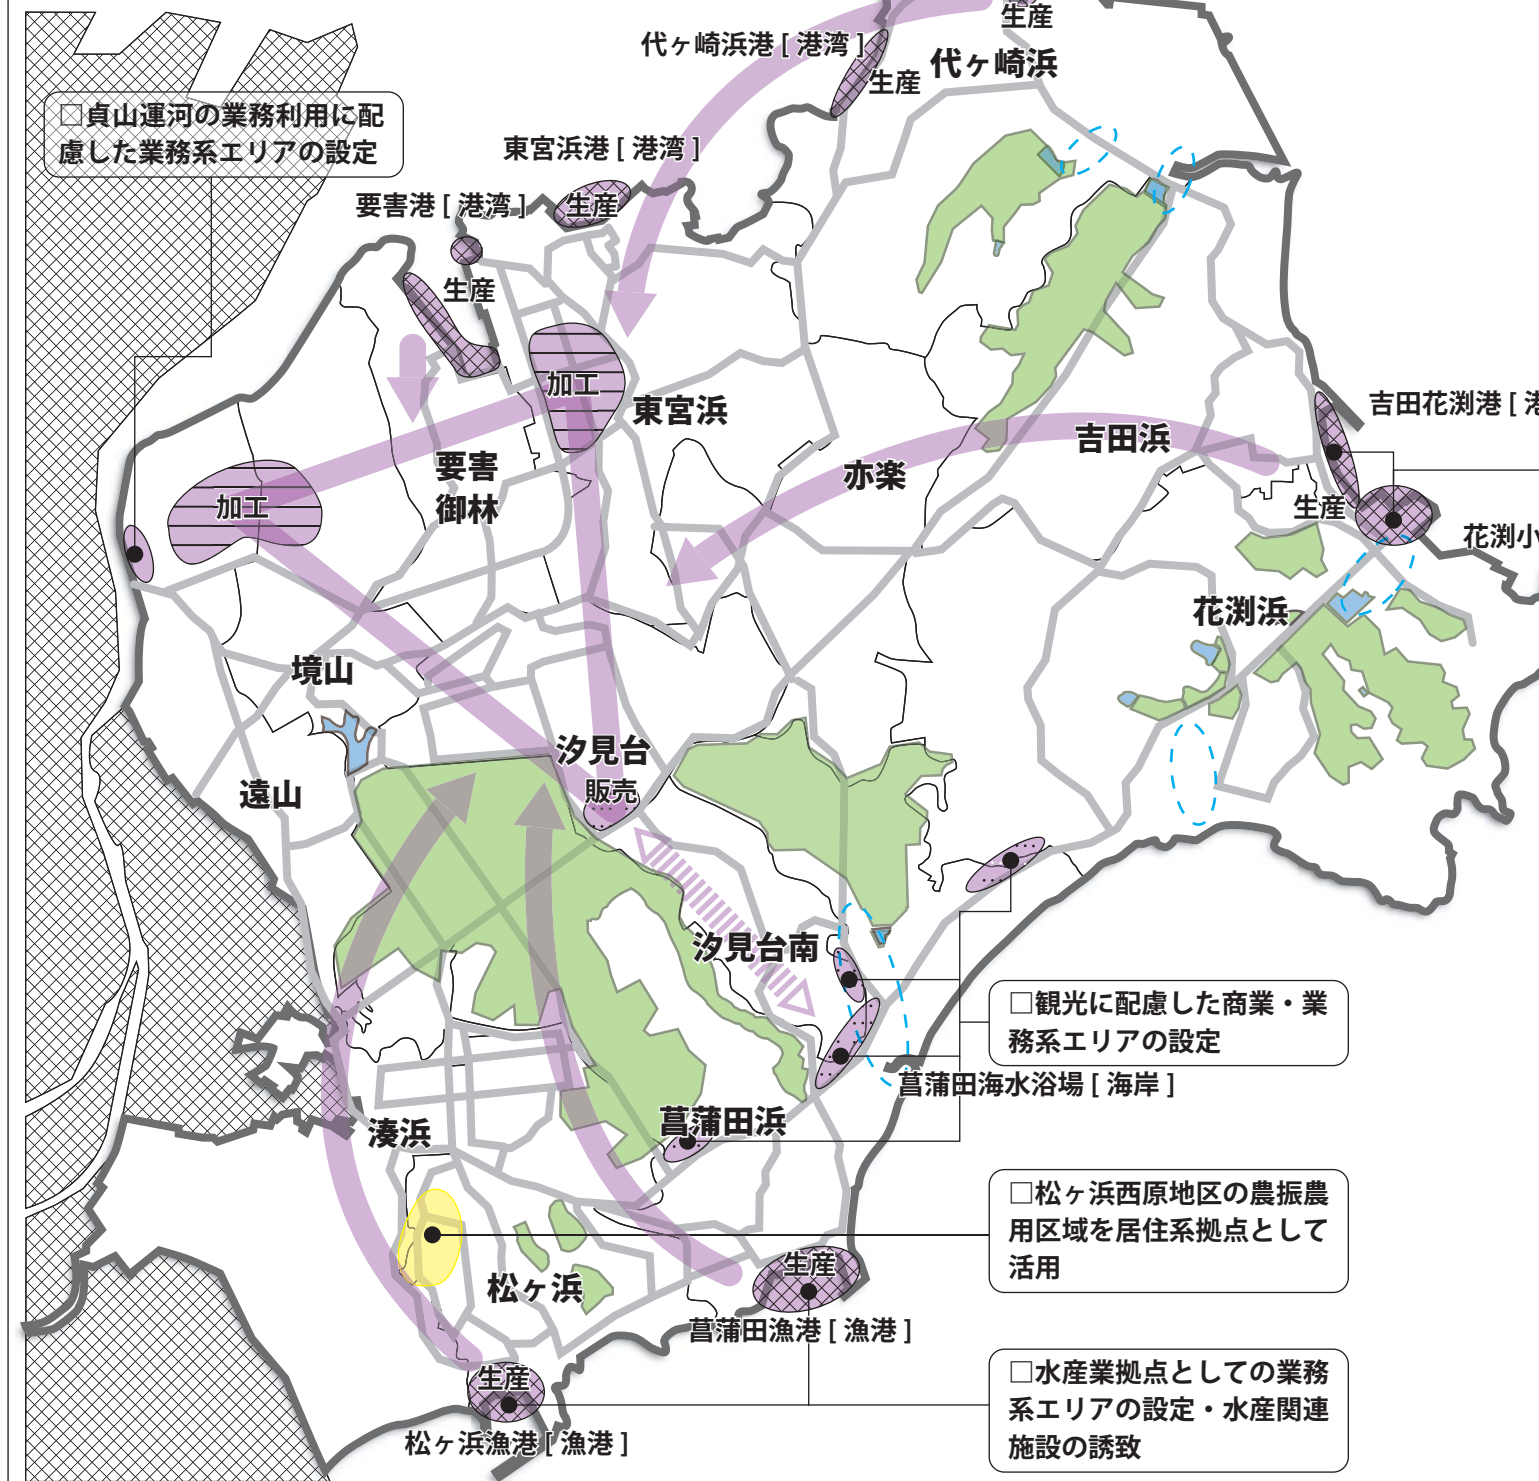 生産
代ヶ崎浜港 [ 港湾 ]
生産
代ヶ崎浜
□貞山運河の業務利用に配
慮した業務系エリアの設定
東宮浜港 [ 港湾 ]
生産
要害港 [ 港湾 ]
生産
加工
東宮浜
吉田花渕港 [ 港
吉田浜
要害
御林
亦楽
加工
生産
花渕小
花渕浜
境山
汐見台
販売
遠山
汐見台南
□観光に配慮した商業・業
務系エリアの設定
菖蒲田海水浴場 [ 海岸 ]
菖蒲田浜
湊浜
□松ヶ浜西原地区の農振農
用区域を居住系拠点として
活用
生産
松ヶ浜
菖蒲田漁港 [ 漁港 ]
□水産業拠点としての業務
系エリアの設定・水産関連
施設の誘致
生産
松ヶ浜漁港 [ 漁港 ]